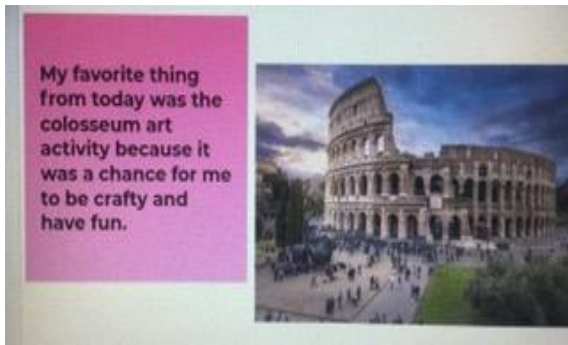 My favorite thing
from today was the
colosseum art
activity because it
was a chance for me
to be crafty and
have fun.